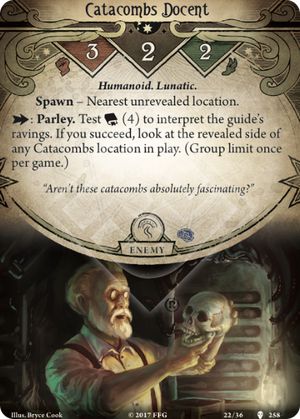 Catacombs Docent
3 2 2
Humanoid. Lunatic.
Spawn – Nearest unrevealed location.
: Parley. Test (4) to interpret the guide's
ravings. If you succeed, look at the revealed side of
any Catacombs location in play. (Group limit once
per game.)
"Aren't these catacombs absolutely fascinating?"
ENEMY
Illus. Bryce Cook © 2017 FFG 22/36 258